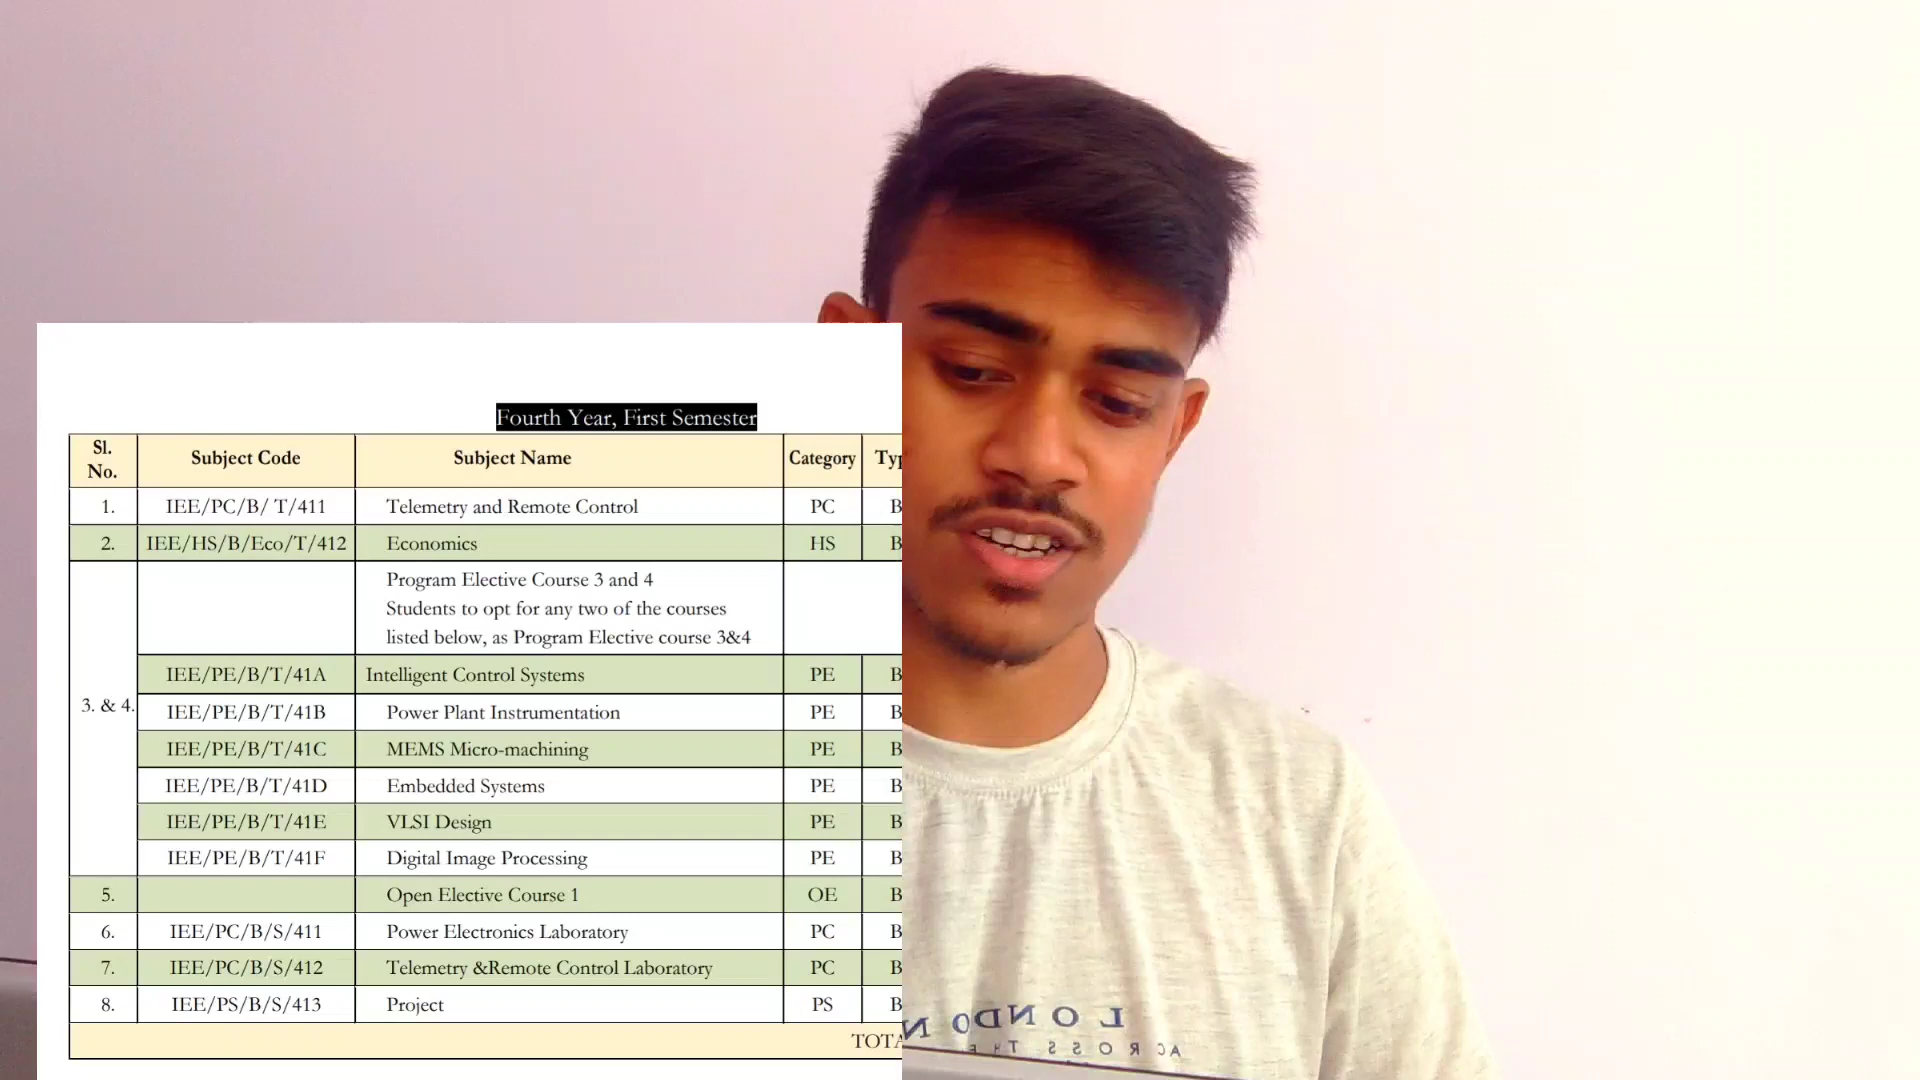 Fourth Year, First Semester
Sl. No. Subject Code Subject Name Category Typ
1. IEE/PC/B/ T/411 Telemetry and Remote Control PC B
2. IEE/HS/B/Eco/T/412 Economics HS B
Program Elective Course 3 and 4
Students to opt for any two of the courses
listed below, as Program Elective course 3&4
3. & 4.
IEE/PE/B/T/41A Intelligent Control Systems PE B
IEE/PE/B/T/41B Power Plant Instrumentation PE B
IEE/PE/B/T/41C MEMS Micro-machining PE B
IEE/PE/B/T/41D Embedded Systems PE B
IEE/PE/B/T/41E VLSI Design PE B
IEE/PE/B/T/41F Digital Image Processing PE B
5. Open Elective Course 1 OE B
6. IEE/PC/B/S/411 Power Electronics Laboratory PC B
7. IEE/PC/B/S/412 Telemetry &Remote Control Laboratory PC B
8. IEE/PS/B/S/413 Project PS B
TOTA
LONDON
ACROSS THE